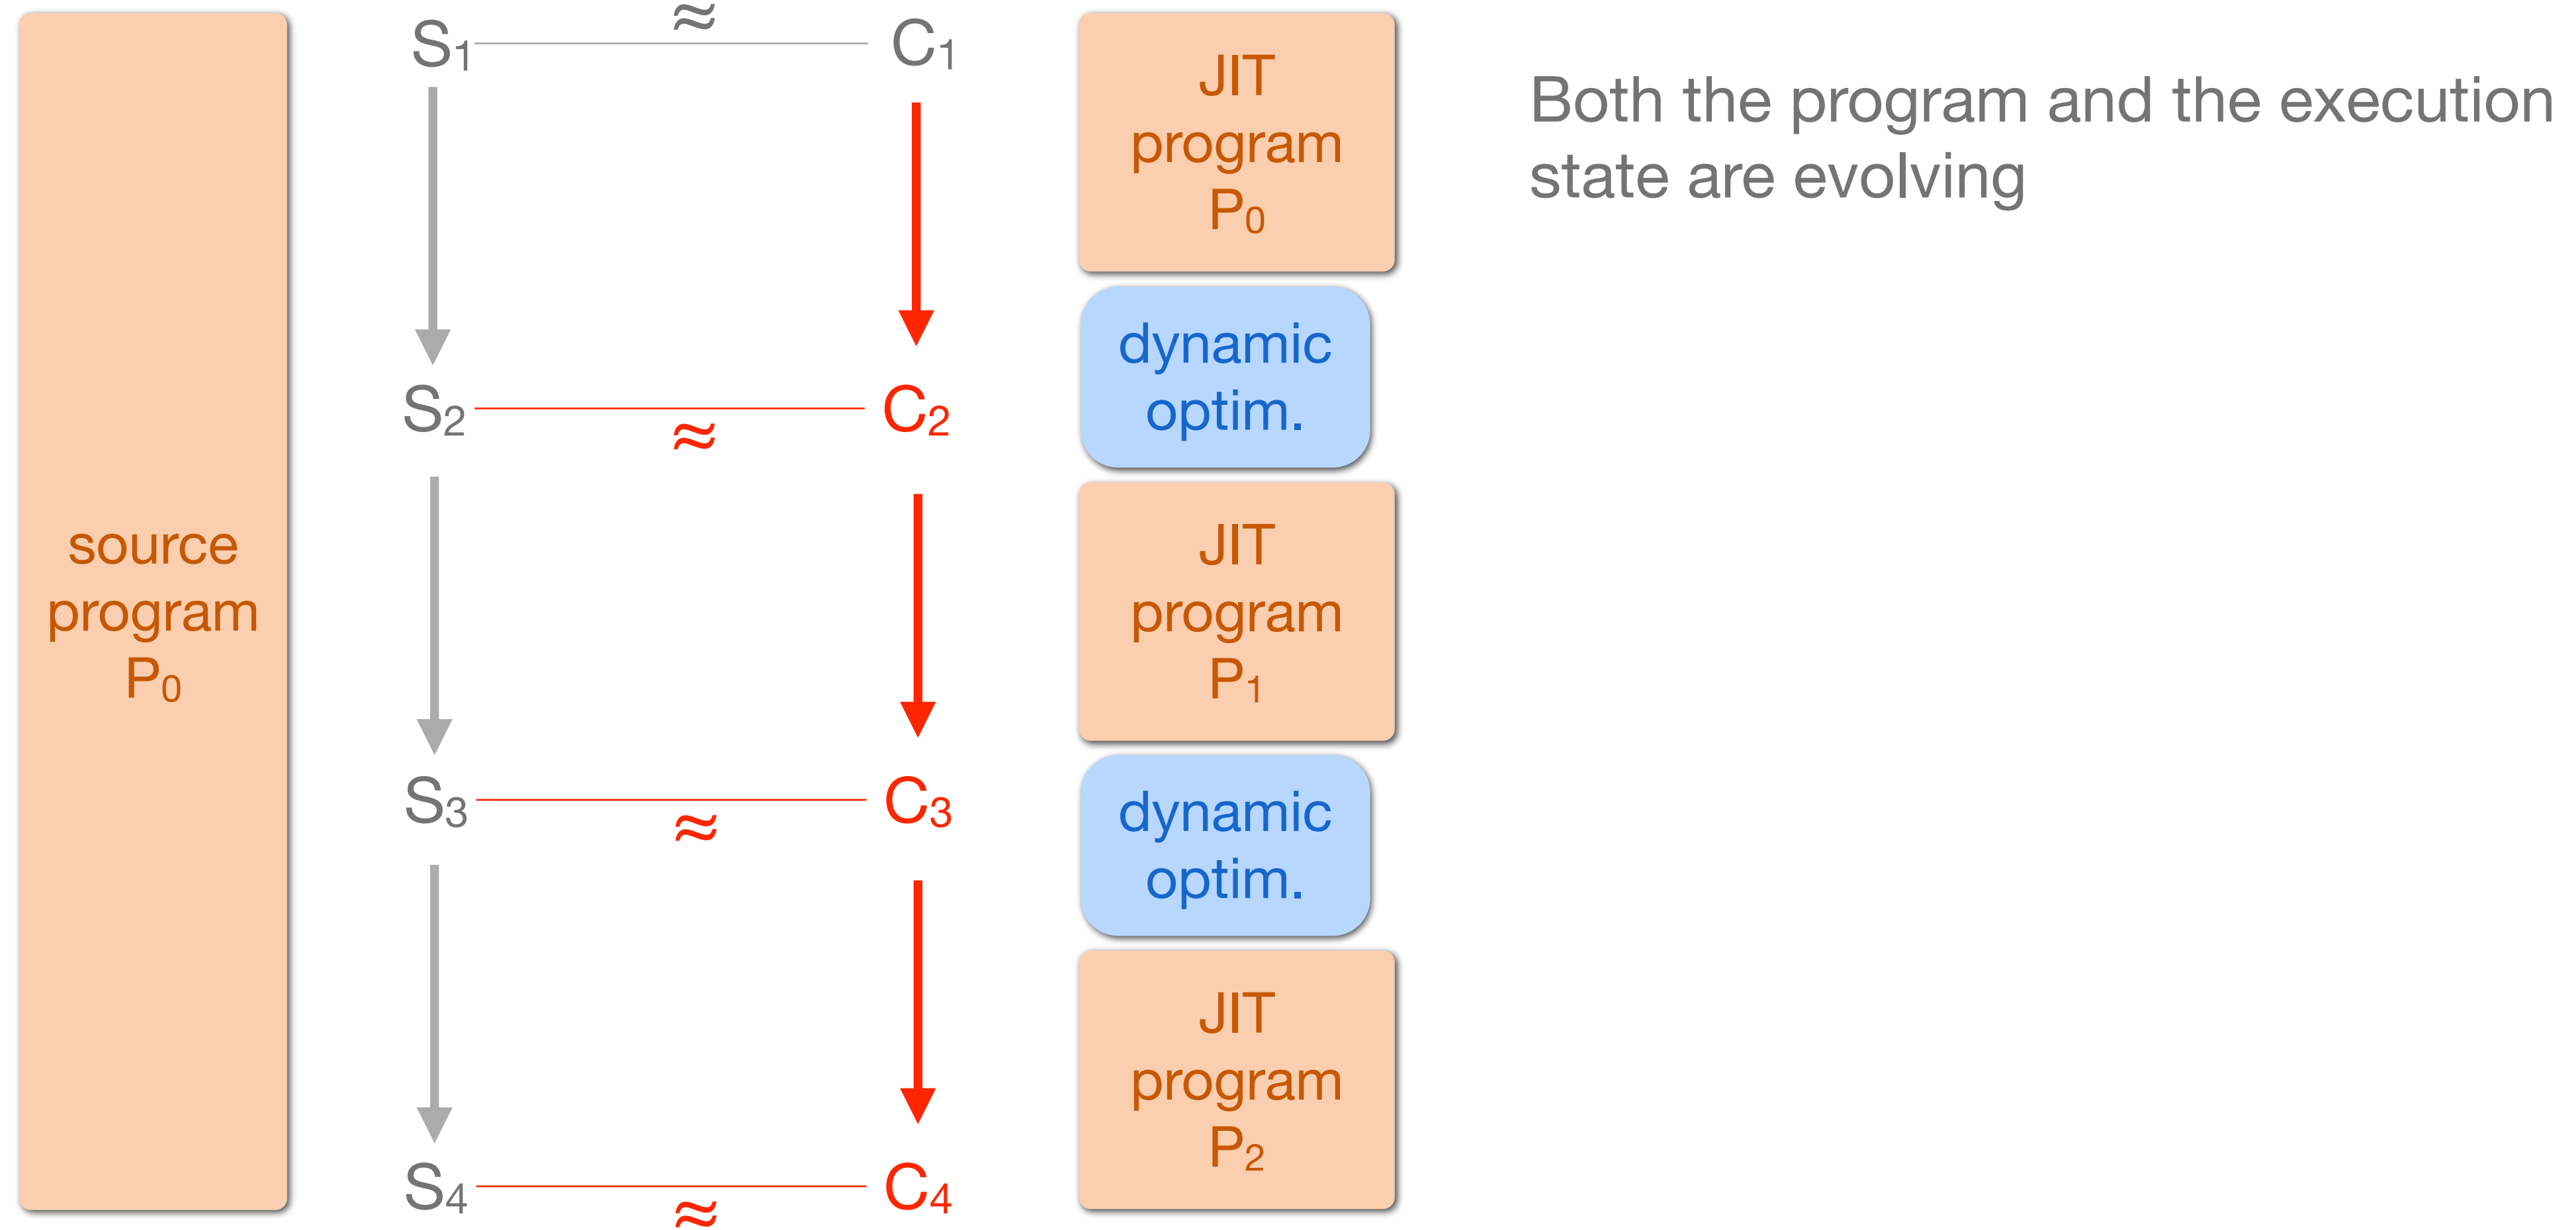 source
program
P₀
S₁ ≈ C₁
S₂ ≈ C₂
S₃ ≈ C₃
S₄ ≈ C₄
JIT
program
P₀
dynamic
optim.
JIT
program
P₁
dynamic
optim.
JIT
program
P₂
Both the program and the execution
state are evolving